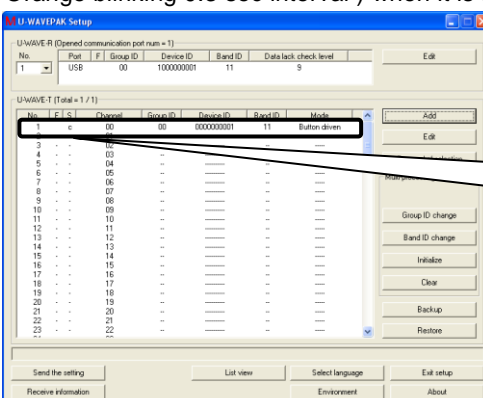 Change blinking 0.5 sec interval ) when it is
U-WAVEPAK Setup
U-WAVE-R (Opened communication port num = 1)
No. Port F Group ID Device ID Band ID Data lack check level
1 USB 00 1000000001 11 9 Edit
U-WAVE-T (Total = 1 / 1)
No. F S Channel Group ID Device ID Band ID Mode
1 - c 00 00 0000000001 11 Button driven
3 - - 02 -- ——— -- ——
4 - - 03 -- ——— -- ——
5 - - 04 -- ——— -- ——
6 - - 05 -- ——— -- ——
7 - - 06 -- ——— -- ——
8 - - 07 -- ——— -- ——
9 - - 08 -- ——— -- ——
10 - - 09 -- ——— -- ——
11 - - 10 -- ——— -- ——
12 - - 11 -- ——— -- ——
13 - - 12 -- ——— -- ——
14 - - 13 -- ——— -- ——
15 - - 14 -- ——— -- ——
16 - - 15 -- ——— -- ——
17 - - 16 -- ——— -- ——
18 - - 17 -- ——— -- ——
19 - - 18 -- ——— -- ——
20 - - 19 -- ——— -- ——
21 - - 20 -- ——— -- ——
22 - - 21 -- ——— -- ——
23 - - 22 -- ——— -- ——
Add
Edit
Group ID change
Band ID change
Initialize
Clear
Backup
Restore
Send the setting List view Select language Exit setup
Receive information Environment About